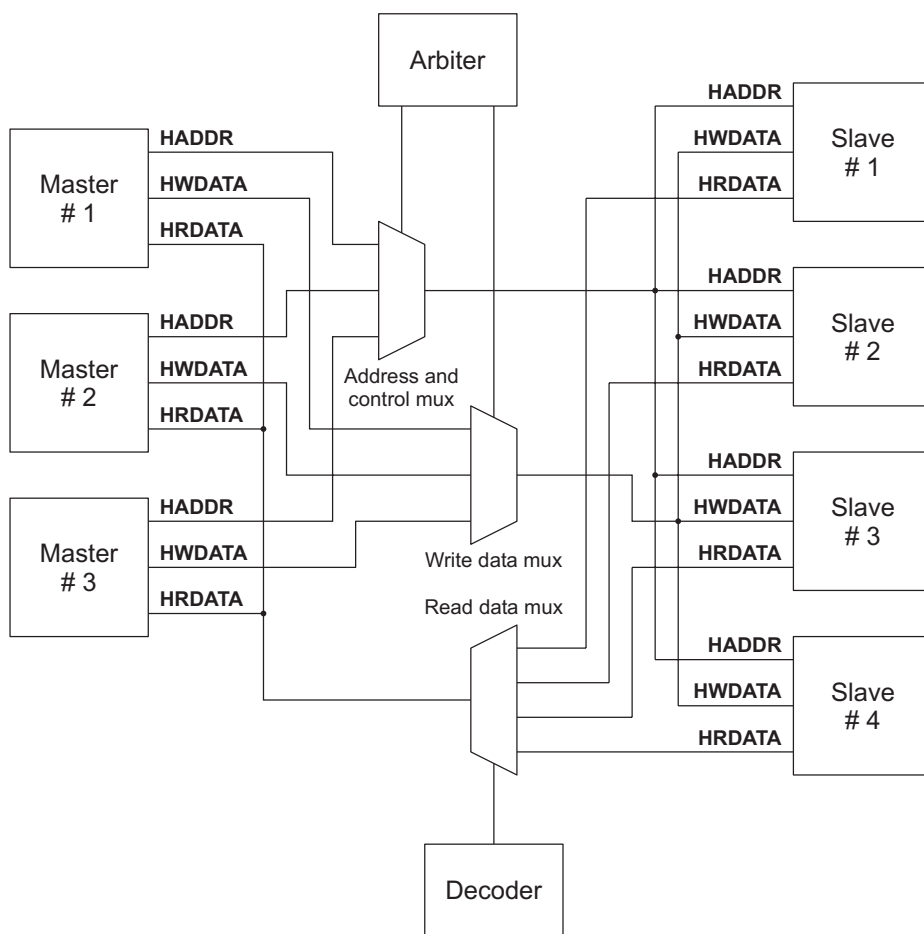 Arbiter
Master
# 1
HADDR
HWDATA
HRDATA
Master
# 2
HADDR
HWDATA
HRDATA
Master
# 3
HADDR
HWDATA
HRDATA
Address and
control mux
Write data mux
Read data mux
Decoder
HADDR
HWDATA
HRDATA
Slave
# 1
HADDR
HWDATA
HRDATA
Slave
# 2
HADDR
HWDATA
HRDATA
Slave
# 3
HADDR
HWDATA
HRDATA
Slave
# 4